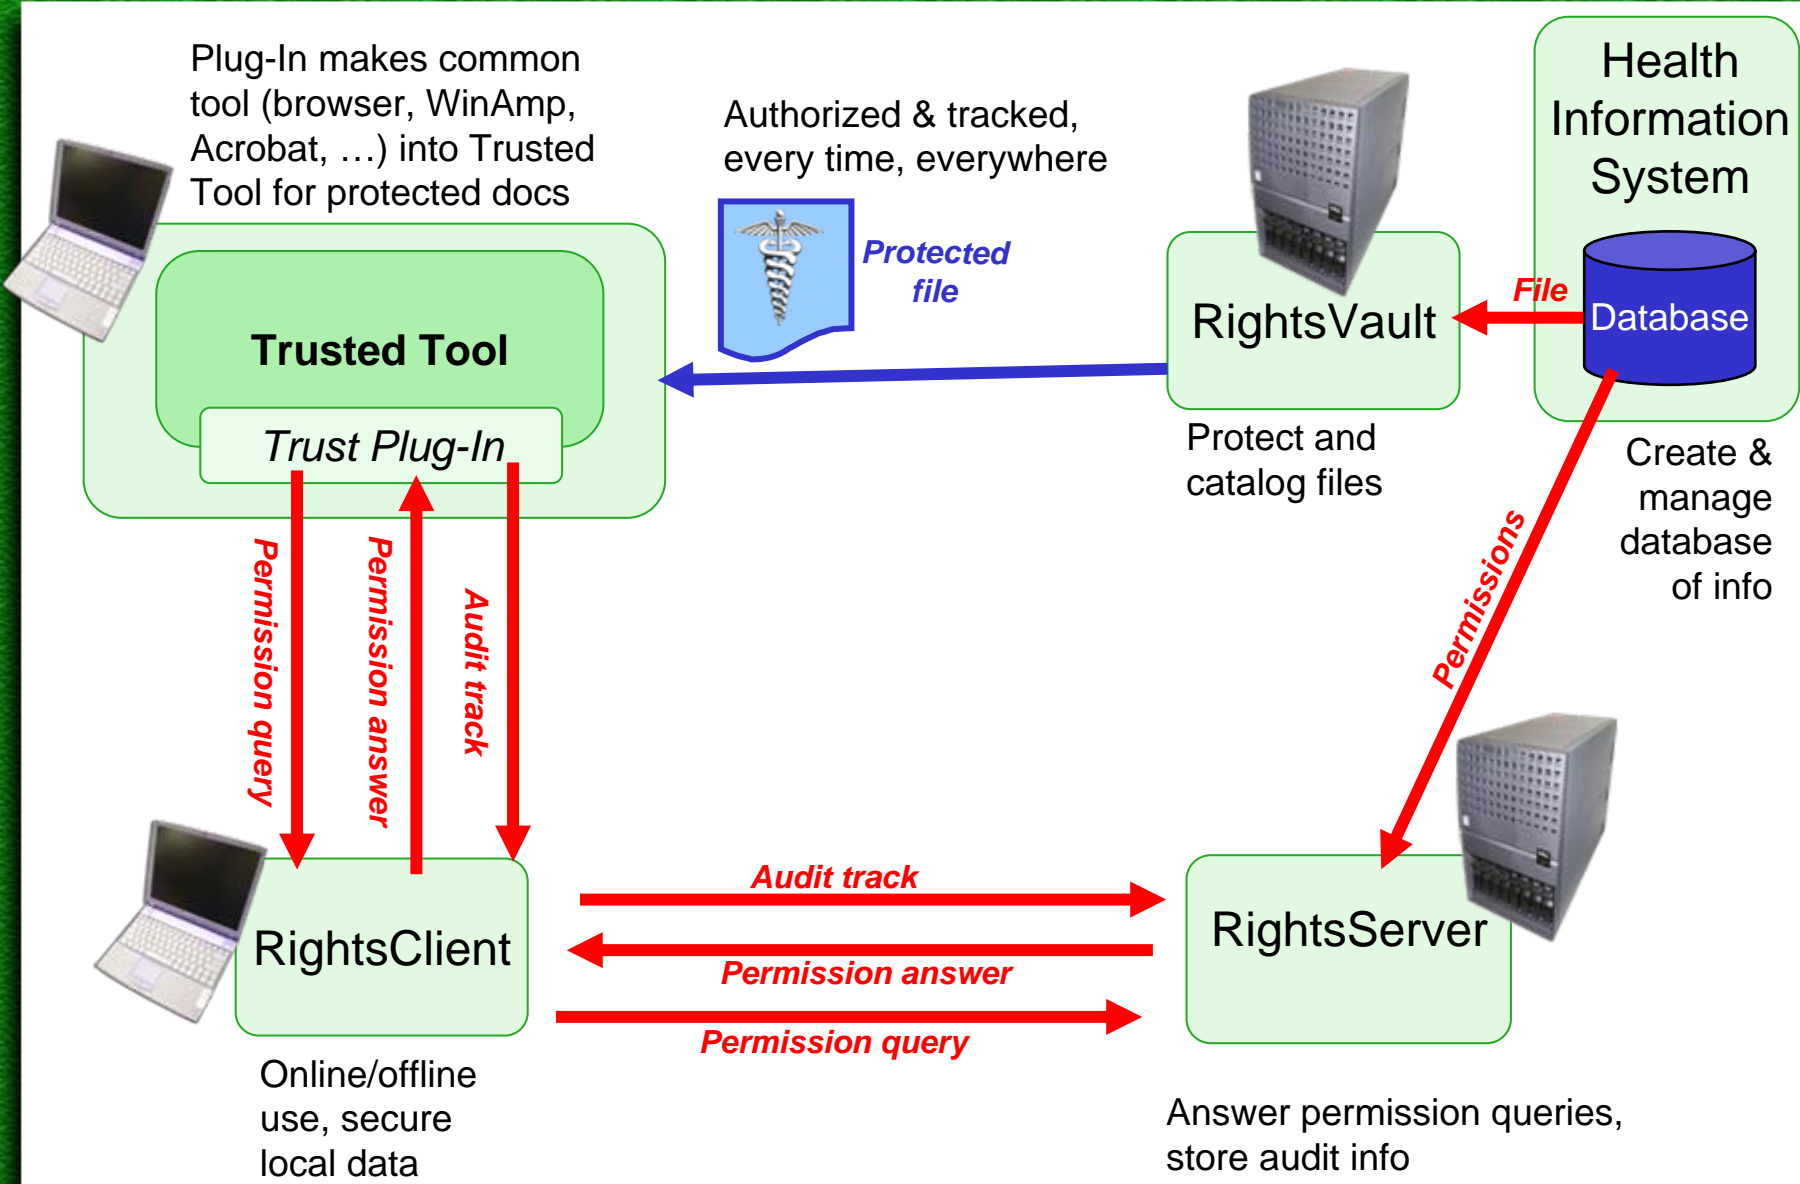 Plug-In makes common
tool (browser, WinAmp,
Acrobat, …) into Trusted
Tool for protected docs
Authorized & tracked,
every time, everywhere
Protected
file
Health
Information
System
Database
File
RightsVault
Protect and
catalog files
Create &
manage
database
of info
Trusted Tool
Trust Plug-In
Permission query
Permission answer
Audit track
Permissions
RightsClient
Online/offline
use, secure
local data
Audit track
Permission answer
Permission query
RightsServer
Answer permission queries,
store audit info